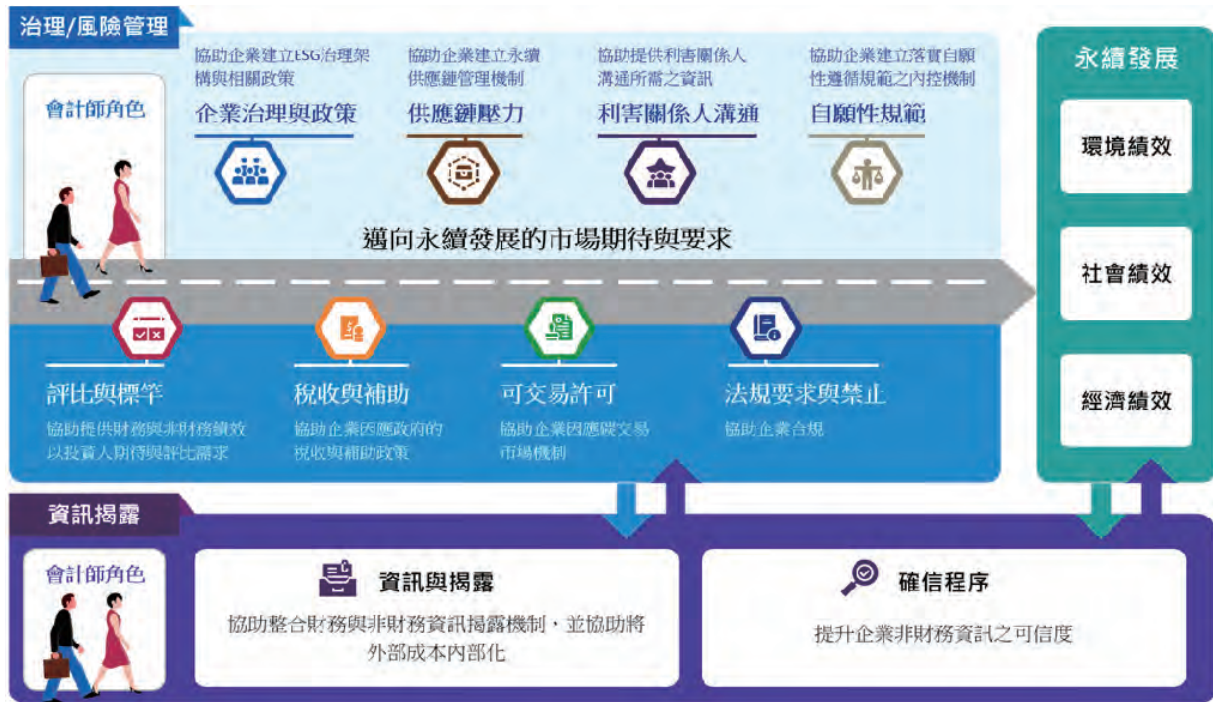 治理/風險管理
會計師角色
協助企業建立ESG治理架
構與相關政策
企業治理與政策
協助企業建立永續
供應鏈管理機制
供應鏈壓力
協助提供利害關係人
溝通所需之資訊
利害關係人溝通
協助企業建立落實自願
性遵循規範之內控機制
自願性規範
邁向永續發展的市場期待與要求
評比與標竿
協助提供財務與非財務績效
以投資人期待與評比需求
稅收與補助
協助企業因應政府的
稅收與補助政策
可交易許可
協助企業因應碳交易
市場機制
法規要求與禁止
協助企業合規
永續發展
環境績效
社會績效
經濟績效
資訊揭露
會計師角色
資訊與揭露
協助整合財務與非財務資訊揭露機制，並協助將
外部成本內部化
確信程序
提升企業非財務資訊之可信度